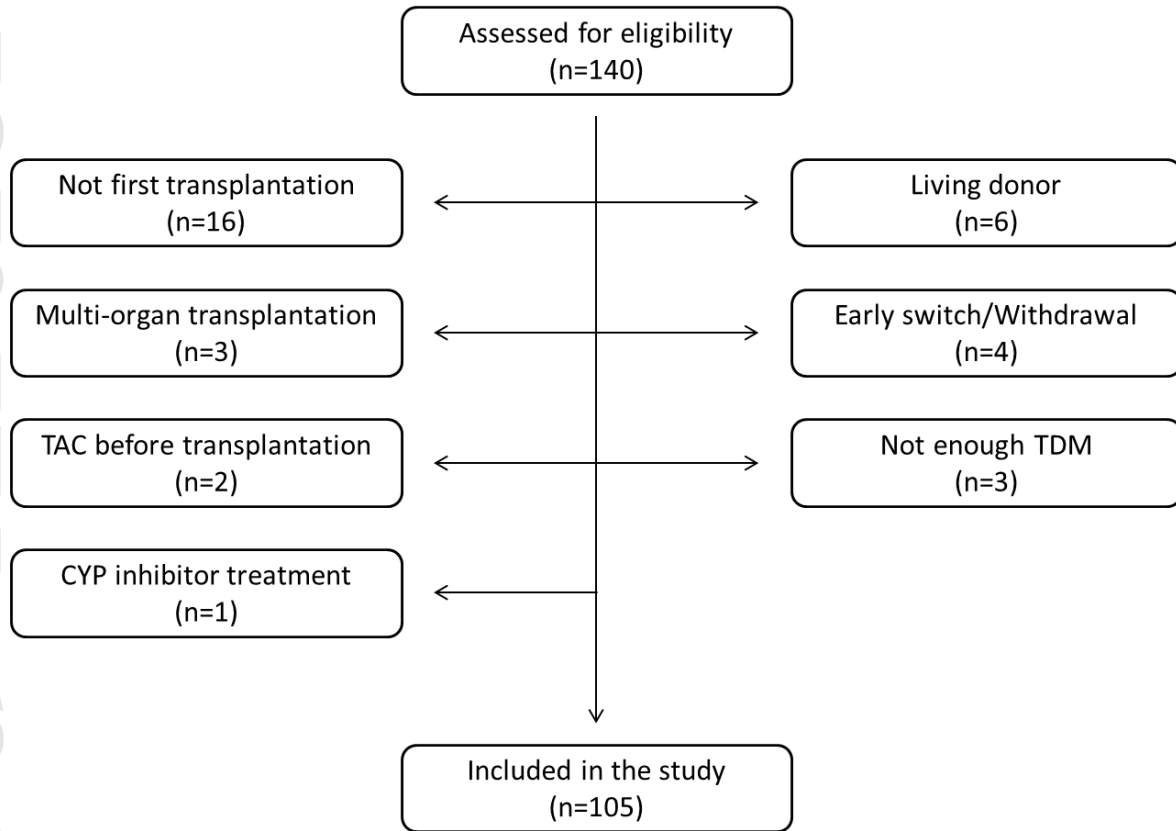 Assessed for eligibility
(n=140)
Not first transplantation
(n=16)
Living donor
(n=6)
Multi-organ transplantation
(n=3)
Early switch/Withdrawal
(n=4)
TAC before transplantation
(n=2)
Not enough TDM
(n=3)
CYP inhibitor treatment
(n=1)
Included in the study
(n=105)